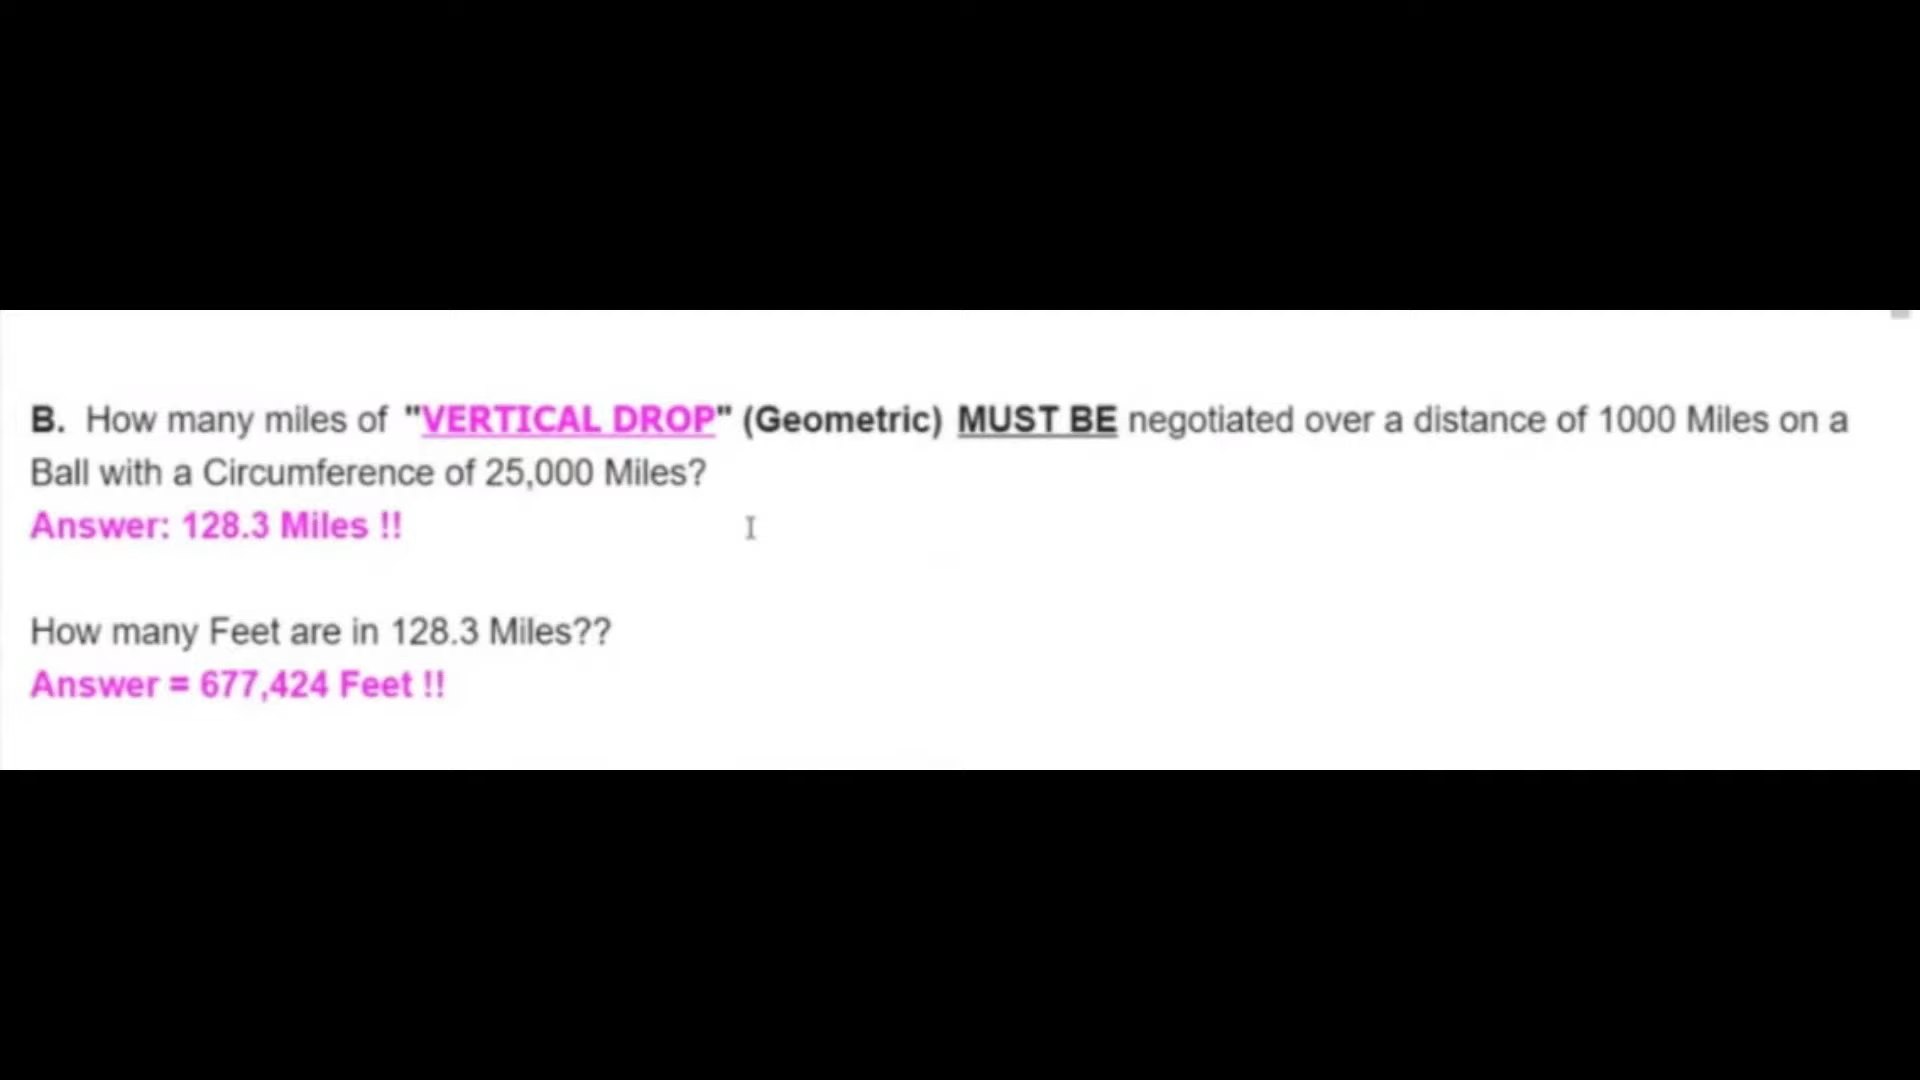 B. How many miles of "VERTICAL DROP" (Geometric) MUST BE negotiated over a distance of 1000 Miles on a
Ball with a Circumference of 25,000 Miles?
Answer: 128.3 Miles !!
How many Feet are in 128.3 Miles??
Answer = 677,424 Feet !!